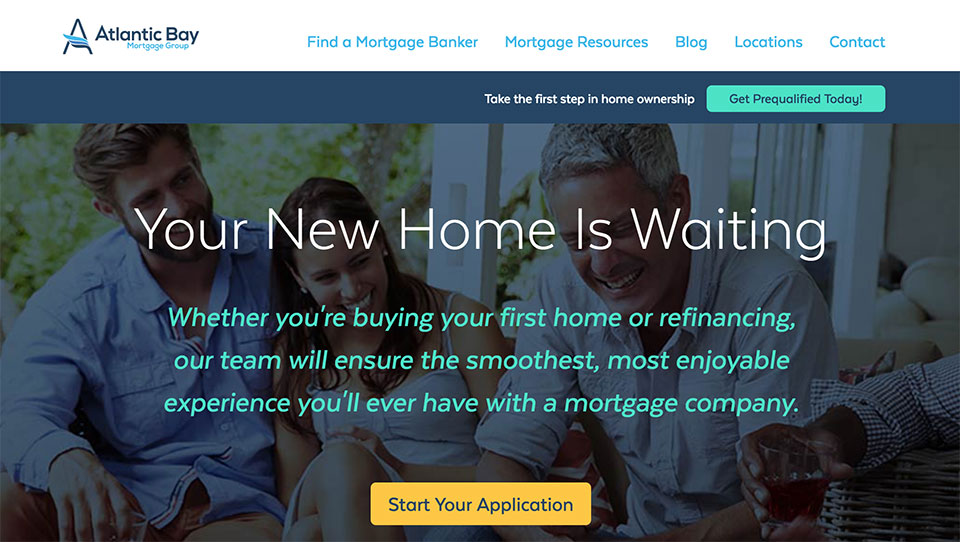 Atlantic Bay
Mortgage Group
Find a Mortgage Banker Mortgage Resources Blog Locations Contact
Take the first step in home ownership Get Prequalified Today!
Your New Home Is Waiting
Whether you're buying your first home or refinancing,
our team will ensure the smoothest, most enjoyable
experience you'll ever have with a mortgage company.
Start Your Application